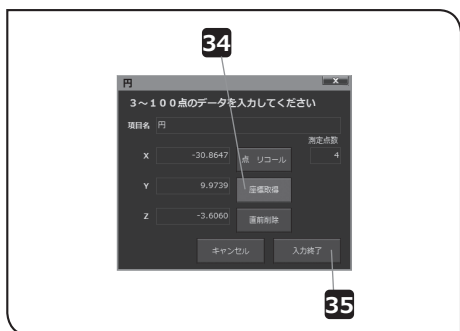 34
円
3～100点のデータを入力してください
項目名 円
測定点数
X -30.8647 点 リコール 4
Y 9.9739 座標取得
Z -3.6060 直前削除
キャンセル 入力終了
35